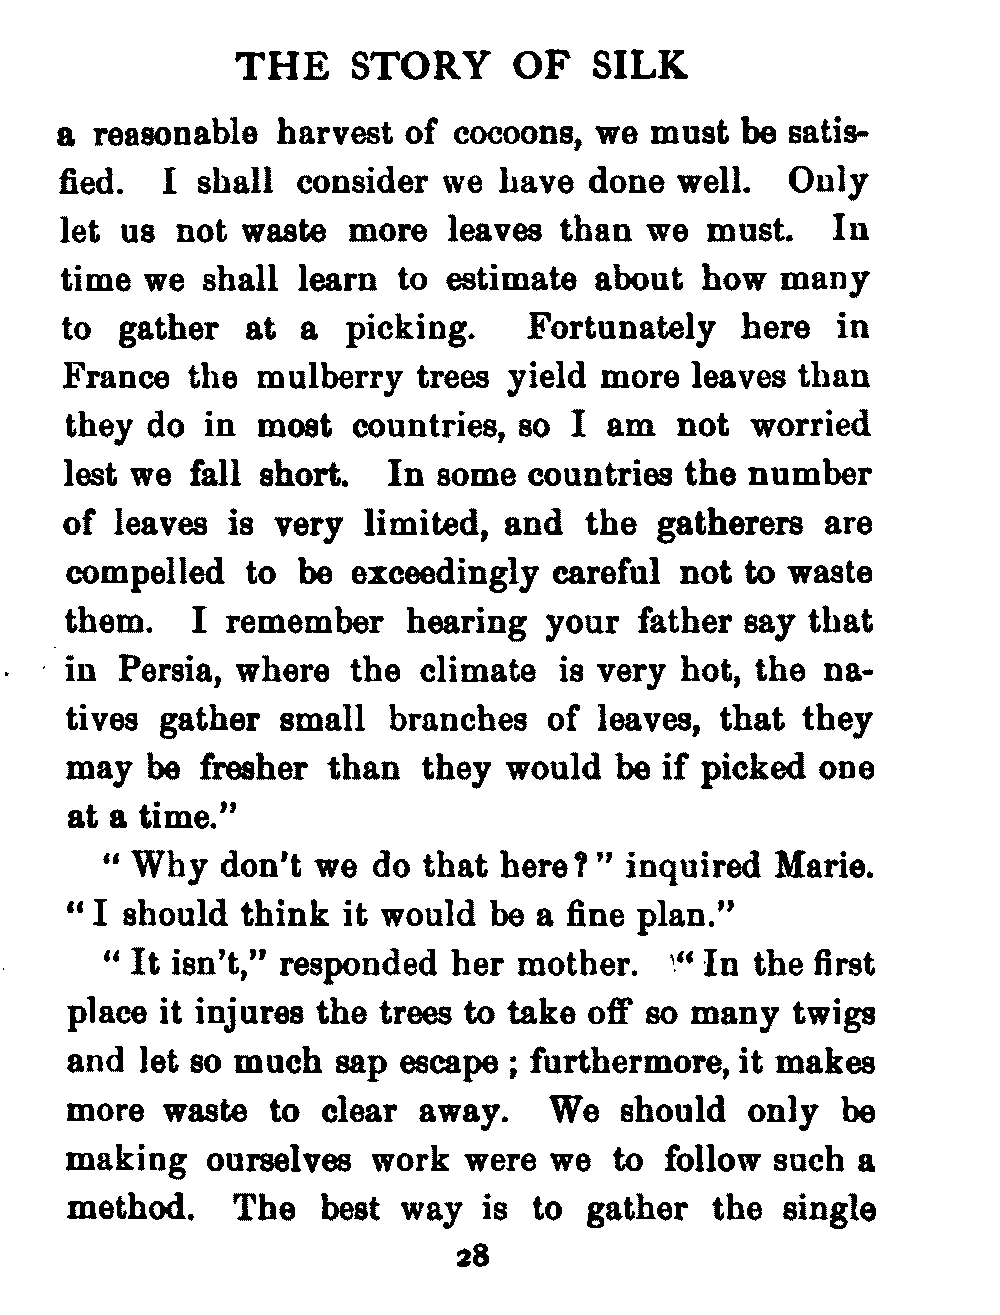 THE STORY OF SILK
a reasonable harvest of cocoons, we must be satis-
fied. I shall consider we have done well. Only
let us not waste more leaves than we must. In
time we shall learn to estimate about how many
to gather at a picking. Fortunately here in
France the mulberry trees yield more leaves than
they do in most countries, so I am not worried
lest we fall short. In some countries the number
of leaves is very limited, and the gatherers are
compelled to be exceedingly careful not to waste
them. I remember hearing your father say that
in Persia, where the climate is very hot, the na-
tives gather small branches of leaves, that they
may be fresher than they would be if picked one
at a time."
" Why don't we do that here ? " inquired Marie.
" I should think it would be a fine plan."
" It isn't," responded her mother. " In the first
place it injures the trees to take off so many twigs
and let so much sap escape ; furthermore, it makes
more waste to clear away. We should only be
making ourselves work were we to follow such a
method. The best way is to gather the single
28